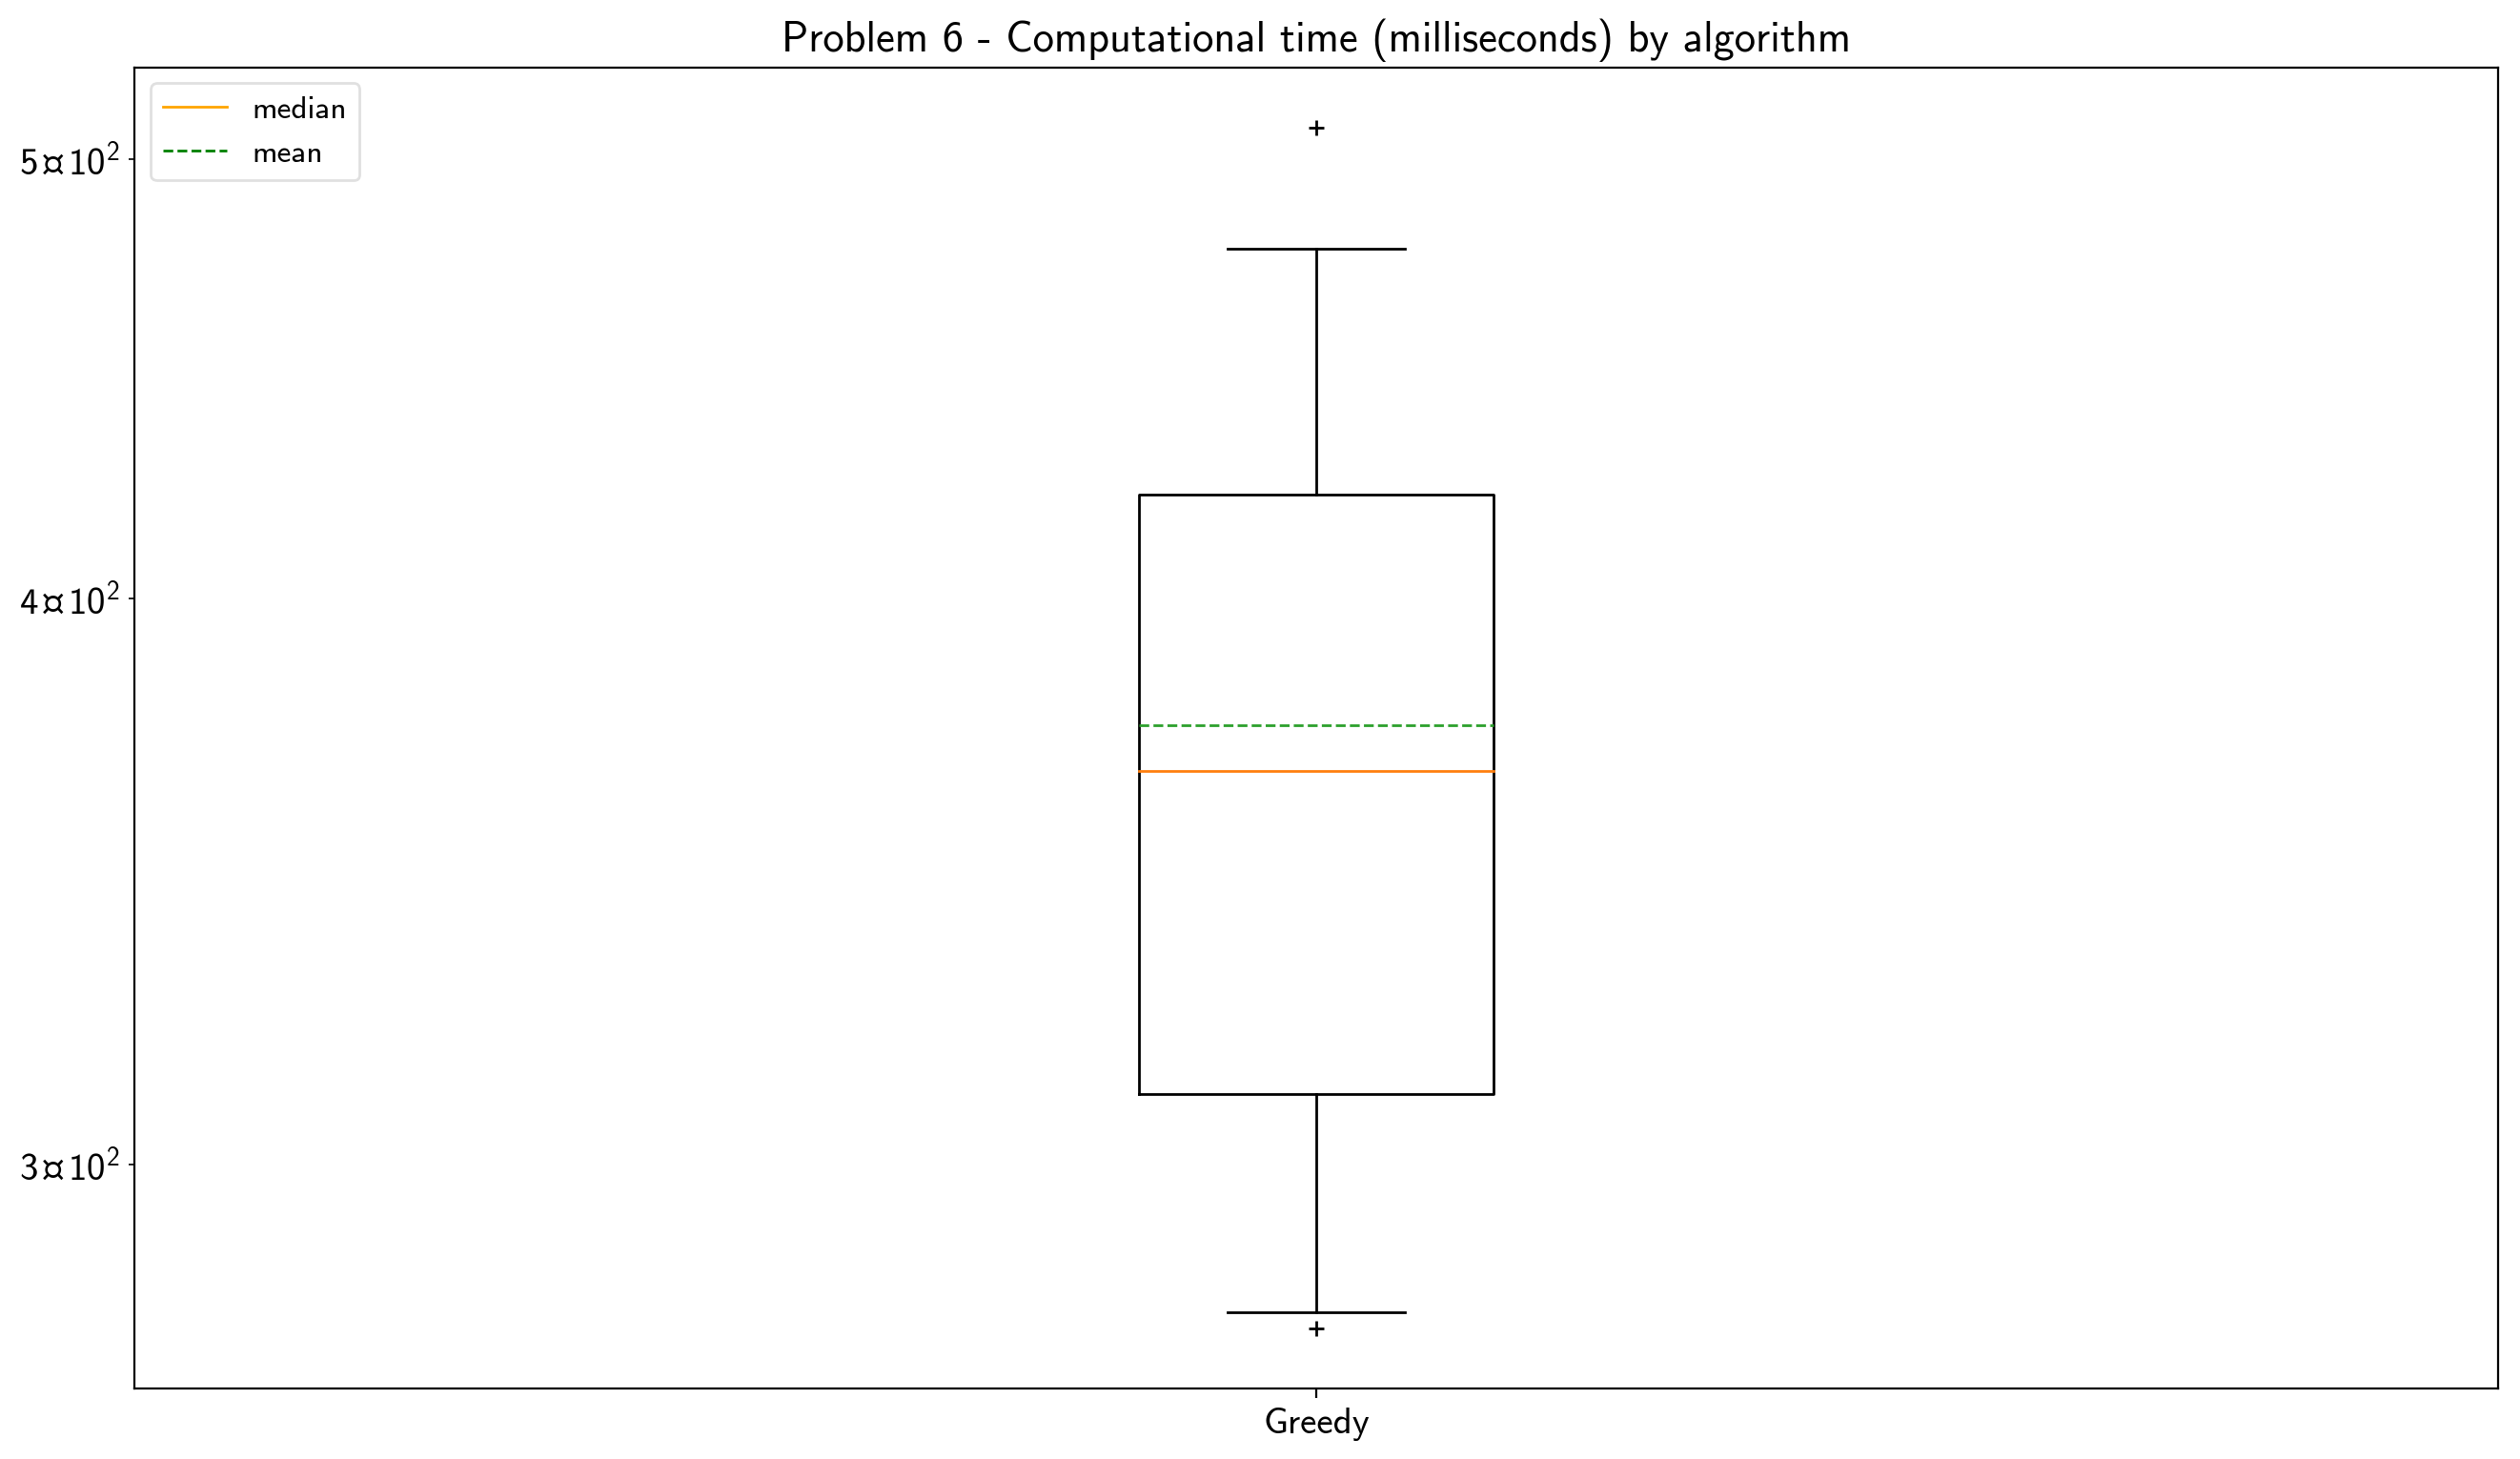 Problem 6 - Computational time (milliseconds) by algorithm
median
mean
5¤10²
4¤10²
3¤10²
Greedy